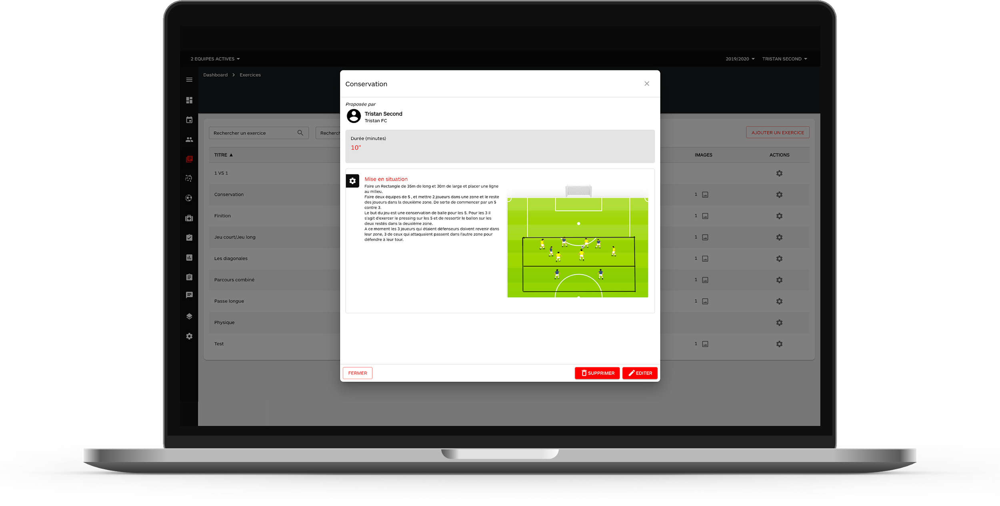 2 EQUIPES ACTIVES
2019/2020
TRISTAN SECOND
Dashboard
Exercices
Rechercher un exercice
Recherch
AJOUTER UN EXERCICE
TITRE
IMAGES
ACTIONS
1 VS 1
Conservation
1
Finition
1
Jeu court/Jeu long
1
Les diagonales
1
Parcours combiné
1
Passe longue
1
Physique
Test
1
Conservation
Proposée par
Tristan Second
Tristan FC
Durée (minutes)
10"
Mise en situation
Faire un Rectangle de 35m de long et 30m de large et placer une ligne
au milieu.
Faire deux équipes de 5 , et mettre 2 joueurs dans une zone et le reste
des joueurs dans la deuxième zone. De sorte de commencer par un 5
contre 3.
Le but du jeu est une conservation de balle pour les 5. Pour les 3 il
s'agit d'exercer le pressing sur les 5 et de ressortir le ballon sur les
deux restés dans la deuxième zone.
A ce moment les 3 joueurs qui étaient défenseurs doivent revenir dans
leur zone, 3 de ceux qui attaquaient passent dans l'autre zone pour
défendre à leur tour.
FERMER
SUPPRIMER
EDITER